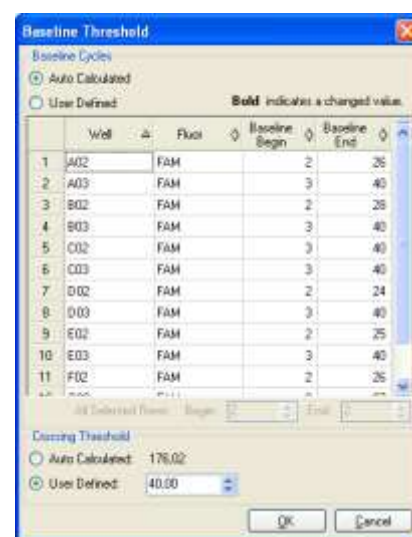 Baseline Threshold
Baseline Cycles
Auto Calculated
User Defined
Bold indicates a changed value.
Well Fluor Baseline Begin Baseline End
1 A02 FAM 2 26
2 A03 FAM 3 40
3 B02 FAM 2 28
4 B03 FAM 3 40
5 C02 FAM 3 40
6 C03 FAM 3 40
7 D02 FAM 2 24
8 D03 FAM 3 40
9 E02 FAM 2 25
10 E03 FAM 3 40
11 F02 FAM 2 26
All Selected Rows: Begin: End:
Crossing Threshold
Auto Calculated: 176.02
User Defined: 40.00
OK Cancel